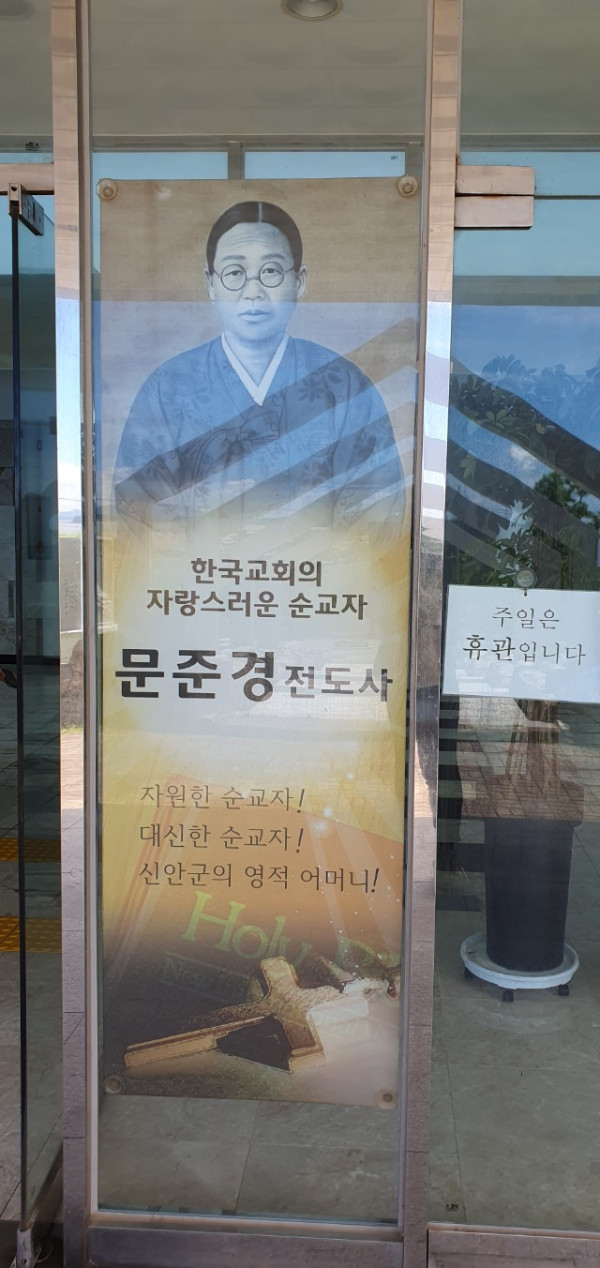 한국교회의
자랑스러운 순교자
문준경 전도사
자원한 순교자!
대신한 순교자!
신안군의 영적 어머니!
Holy
주일은
휴관입니다